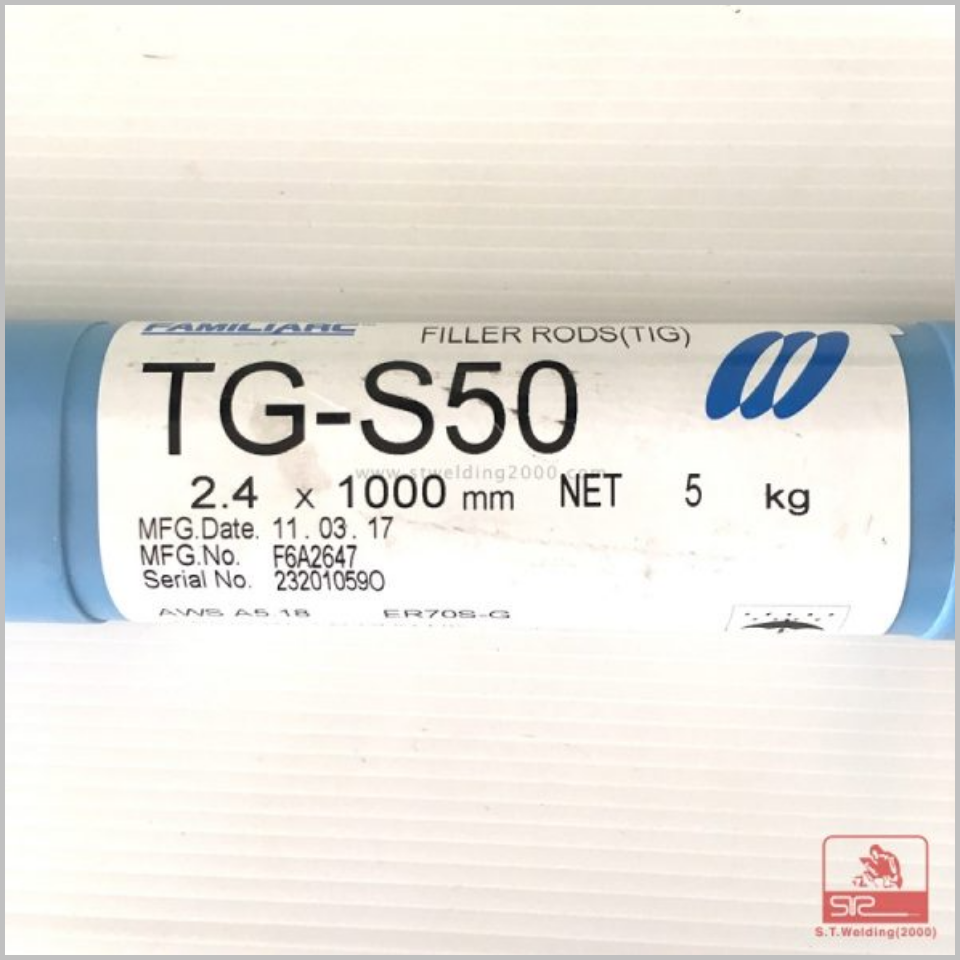 FAMILIARC
FILLER RODS(TIG)
TG-S50
www.stwelding2000.com
2.4 x 1000 mm NET 5 kg
MFG.Date. 11. 03. 17
MFG.No. F6A2647
Serial No. 232010590
AWS A5.18 ER70S-G
STR
S.T.Welding(2000)